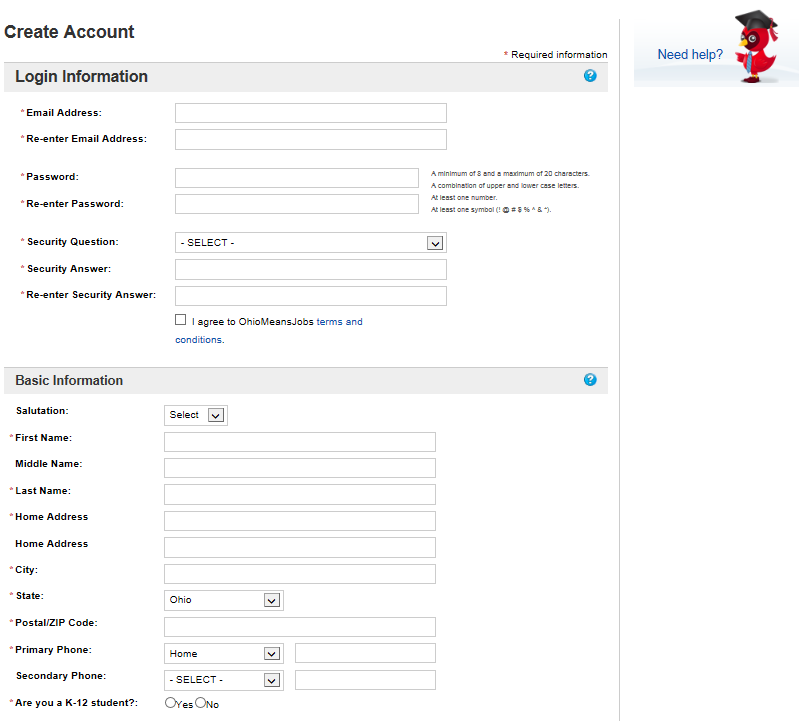 Create Account
* Required information
Need help?
Login Information
?
* Email Address:
* Re-enter Email Address:
* Password:
A minimum of 8 and a maximum of 20 characters.
A combination of upper and lower case letters.
* Re-enter Password:
At least one number.
At least one symbol (! @ # $ % ^ & *).
* Security Question:
- SELECT -
* Security Answer:
* Re-enter Security Answer:
I agree to OhioMeansJobs terms and
conditions.
Basic Information
?
Salutation:
Select
* First Name:
Middle Name:
* Last Name:
* Home Address
Home Address
* City:
* State:
Ohio
* Postal/ZIP Code:
* Primary Phone:
Home
Secondary Phone:
- SELECT -
* Are you a K-12 student?:
Yes No